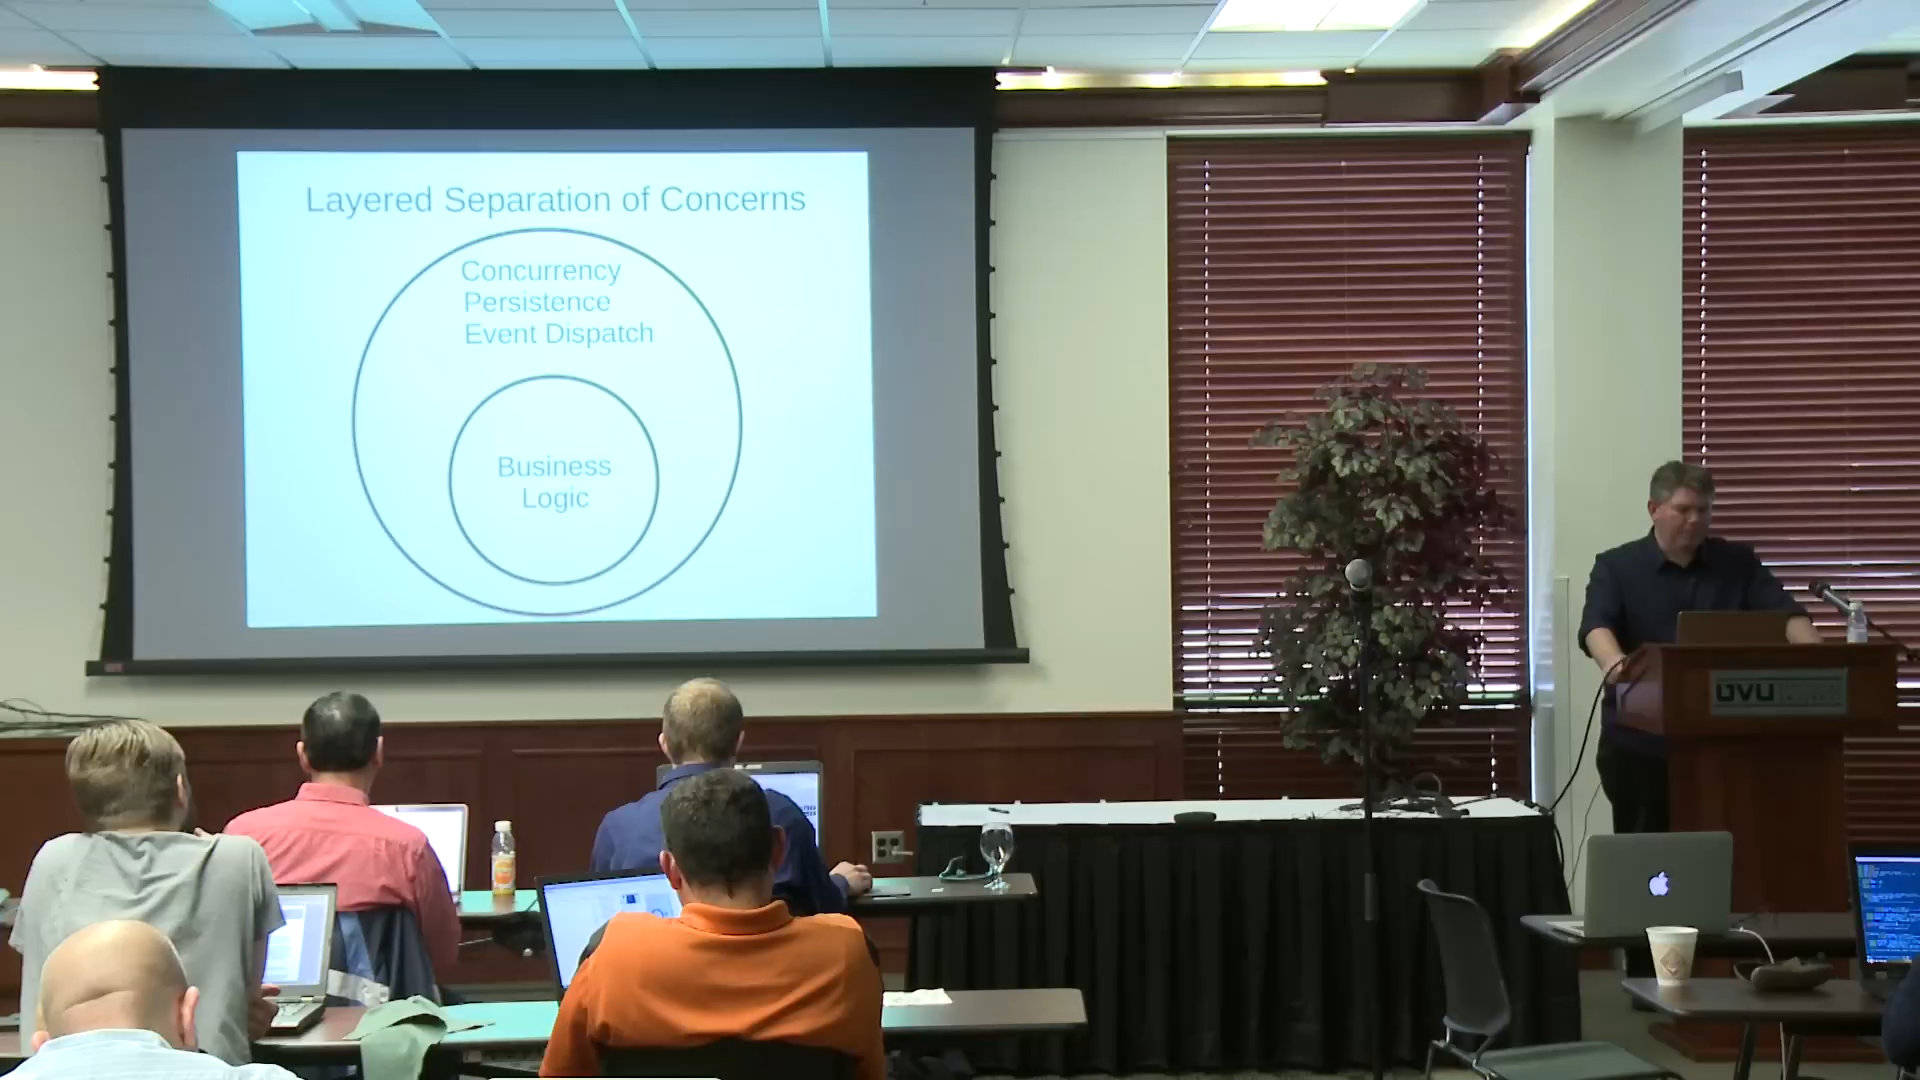 Layered Separation of Concerns
Concurrency
Persistence
Event Dispatch
Business
Logic
UVU